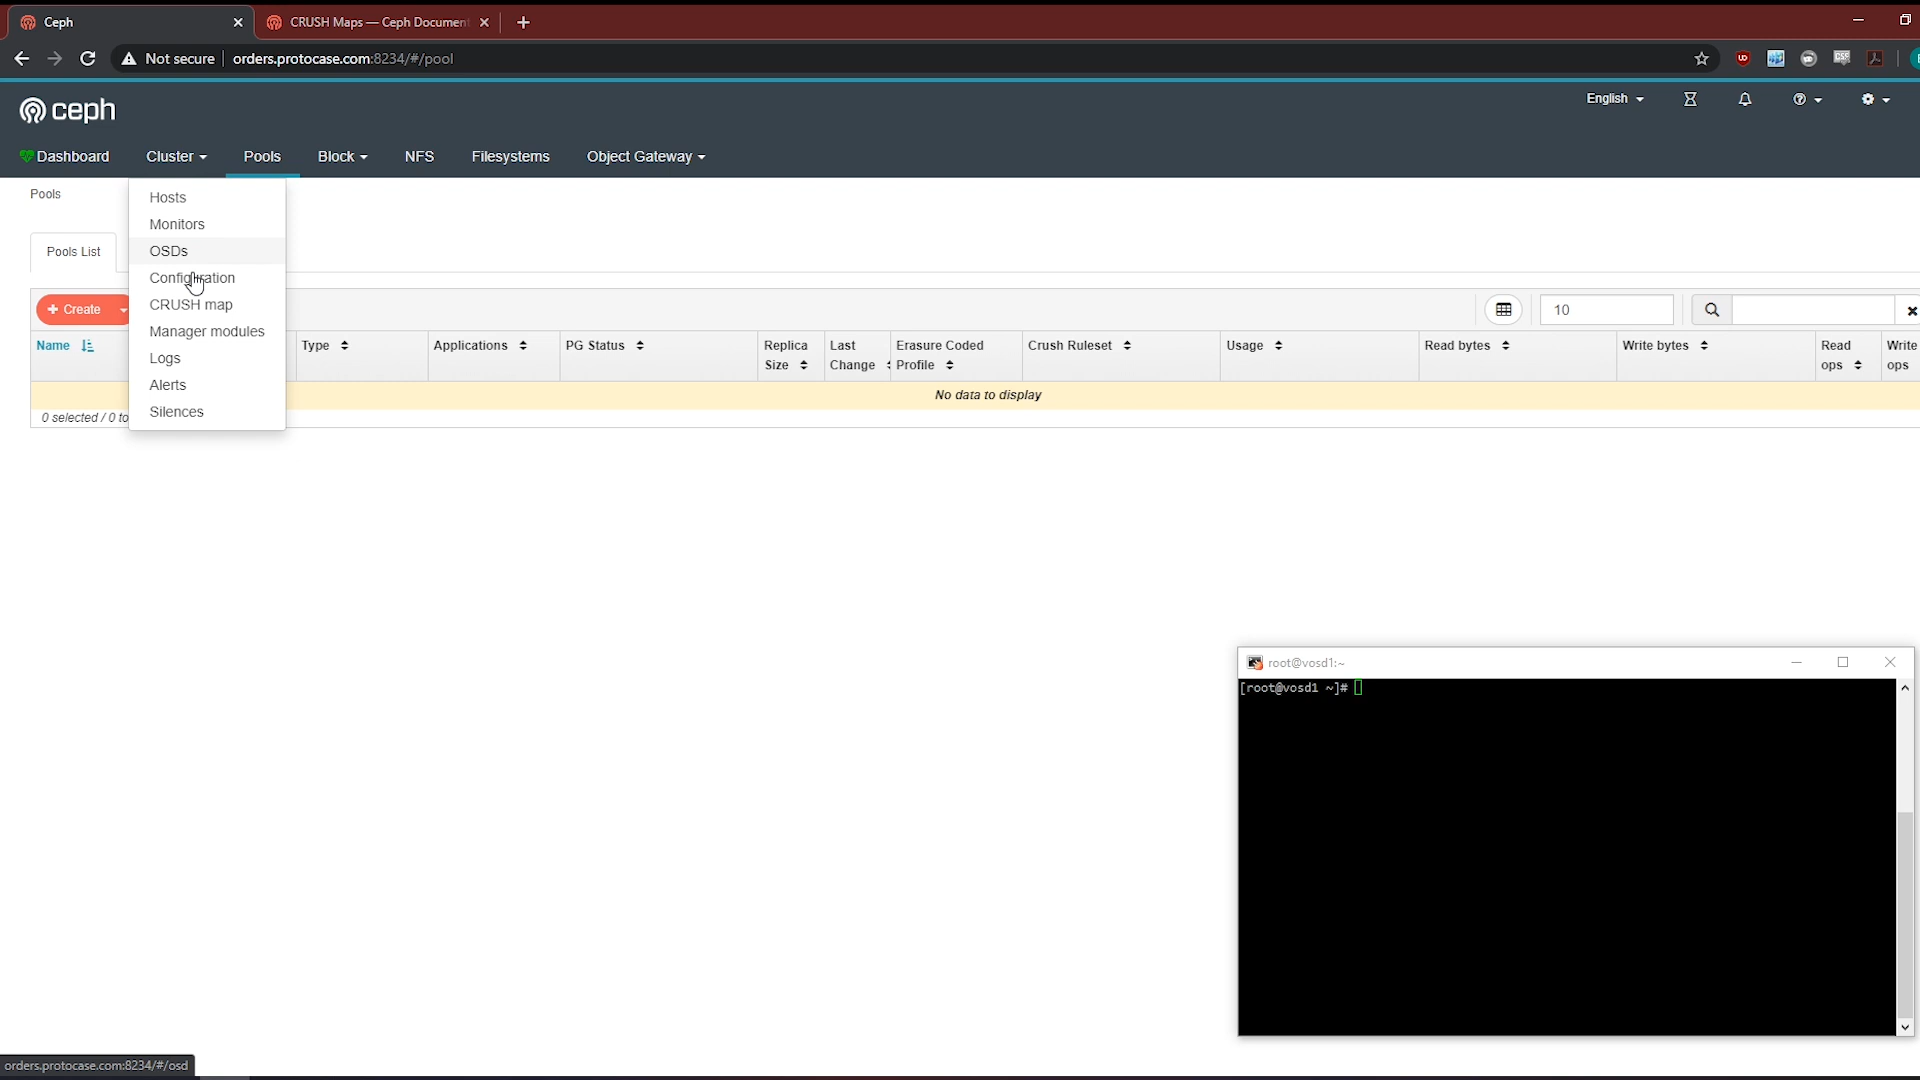 Ceph
CRUSH Maps — Ceph Documen
Not secure
orders.protocase.com:8234/#/pool
ceph
English
Dashboard
Cluster
Pools
Block
NFS
Filesystems
Object Gateway
Pools
Hosts
Monitors
OSDs
Configuration
CRUSH map
Manager modules
Logs
Alerts
Silences
Pools List
+ Create
10
Name
Type
Applications
PG Status
Replica Size
Last Change
Erasure Coded Profile
Crush Ruleset
Usage
Read bytes
Write bytes
Read ops
Write ops
No data to display
0 selected / 0 to
root@vosd1:~
[root@vosd1 ~]#
orders.protocase.com:8234/#/osd